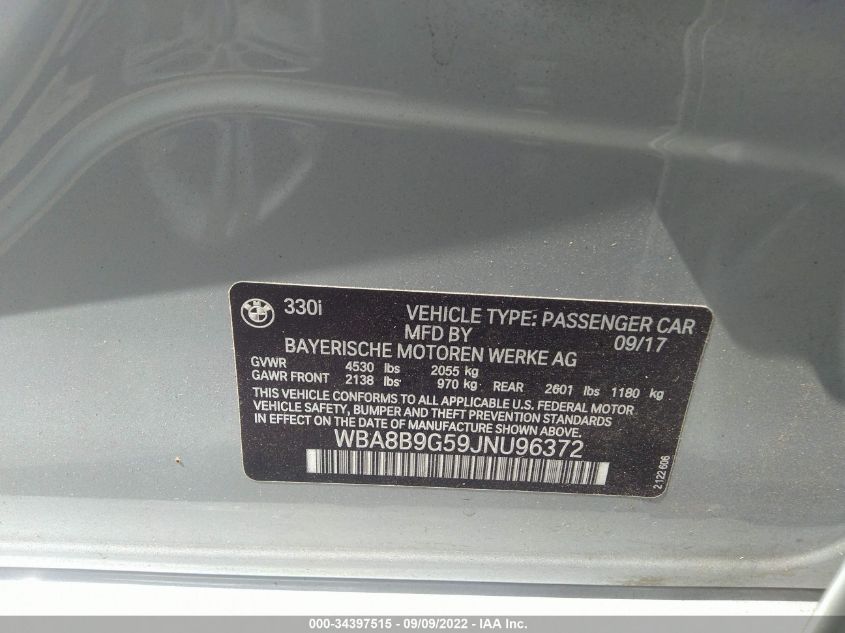 330i VEHICLE TYPE: PASSENGER CAR
MFD BY 09/17
BAYERISCHE MOTOREN WERKE AG
GVWR 4530 lbs 2055 kg
GAWR FRONT 2138 lbs 970 kg REAR 2601 lbs 1180 kg
THIS VEHICLE CONFORMS TO ALL APPLICABLE U.S. FEDERAL MOTOR
VEHICLE SAFETY, BUMPER AND THEFT PREVENTION STANDARDS
IN EFFECT ON THE DATE OF MANUFACTURE SHOWN ABOVE.
WBA8B9G59JNU96372
2 122 606
000-34397515 - 09/09/2022 - IAA Inc.